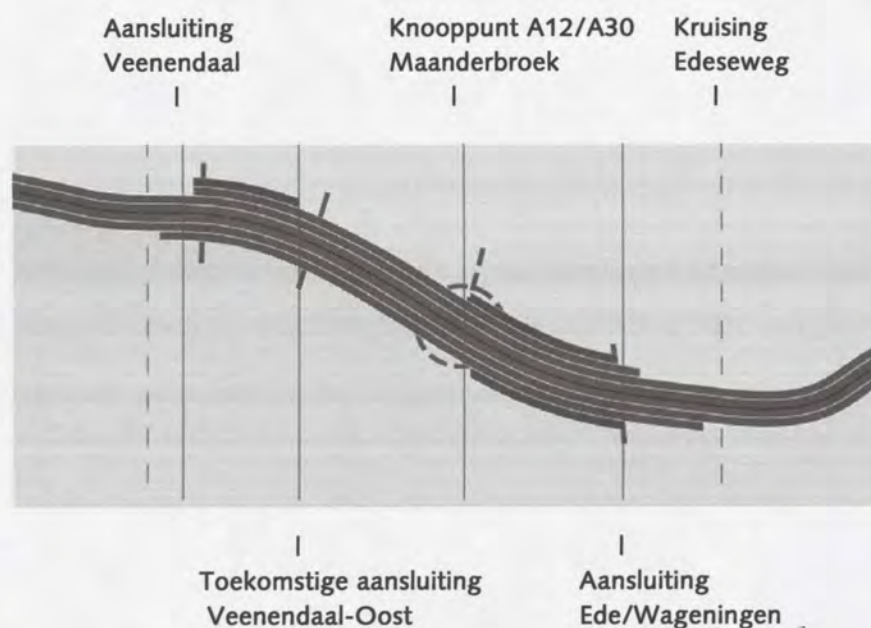 Aansluiting
Veenendaal
Knooppunt A12/A30
Maanderbroek
Kruising
Edeseweg
Toekomstige aansluiting
Veenendaal-Oost
Aansluiting
Ede/Wageningen